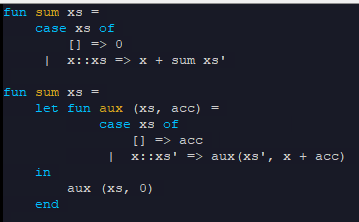 fun sum xs =
    case xs of
        [] => 0
     |  x::xs => x + sum xs'
fun sum xs =
    let fun aux (xs, acc) =
            case xs of
                [] => acc
             |  x::xs' => aux(xs', x + acc)
    in
        aux (xs, 0)
    end